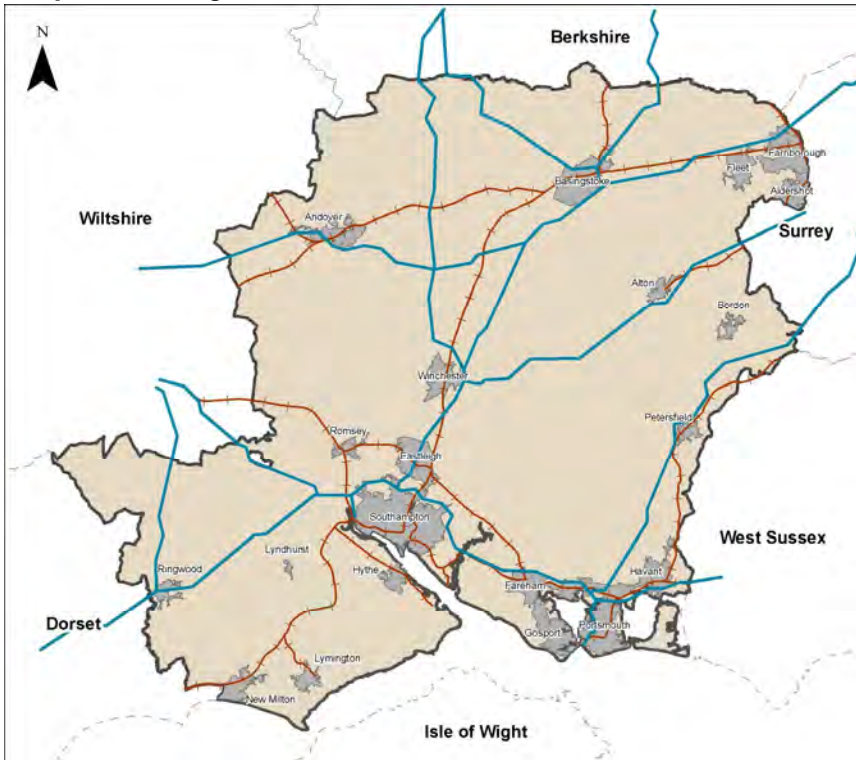 N
Berkshire
Farnborough
Basingstoke
Fleet
Aldershot
Wiltshire
Andover
Surrey
Alton
Bordon
Winchester
Petersfield
Romsey
Eastleigh
Southampton
West Sussex
Lyndhurst
Havant
Ringwood
Hythe
Fareham
Dorset
Portsmouth
Gosport
Lymington
New Milton
Isle of Wight